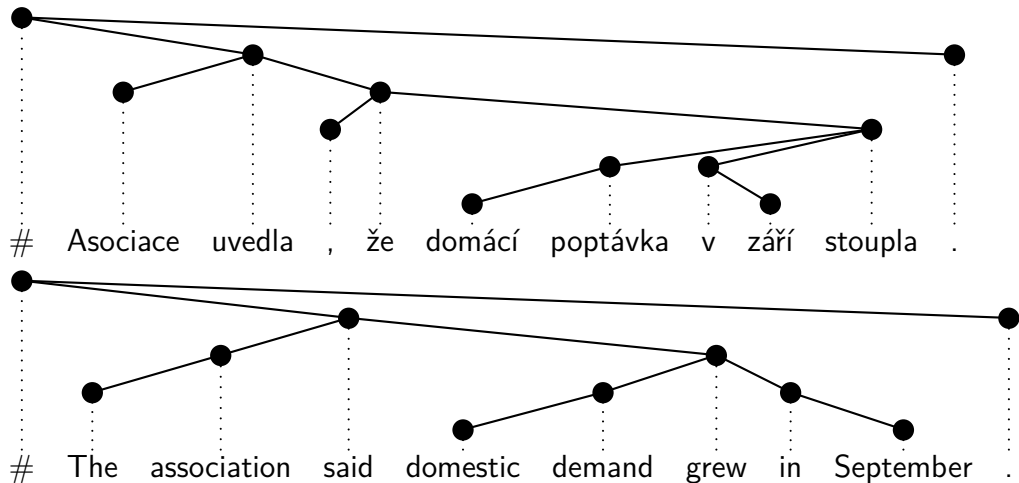 # Asociace uvedla , že domácí poptávka v září stoupla .
# The association said domestic demand grew in September .